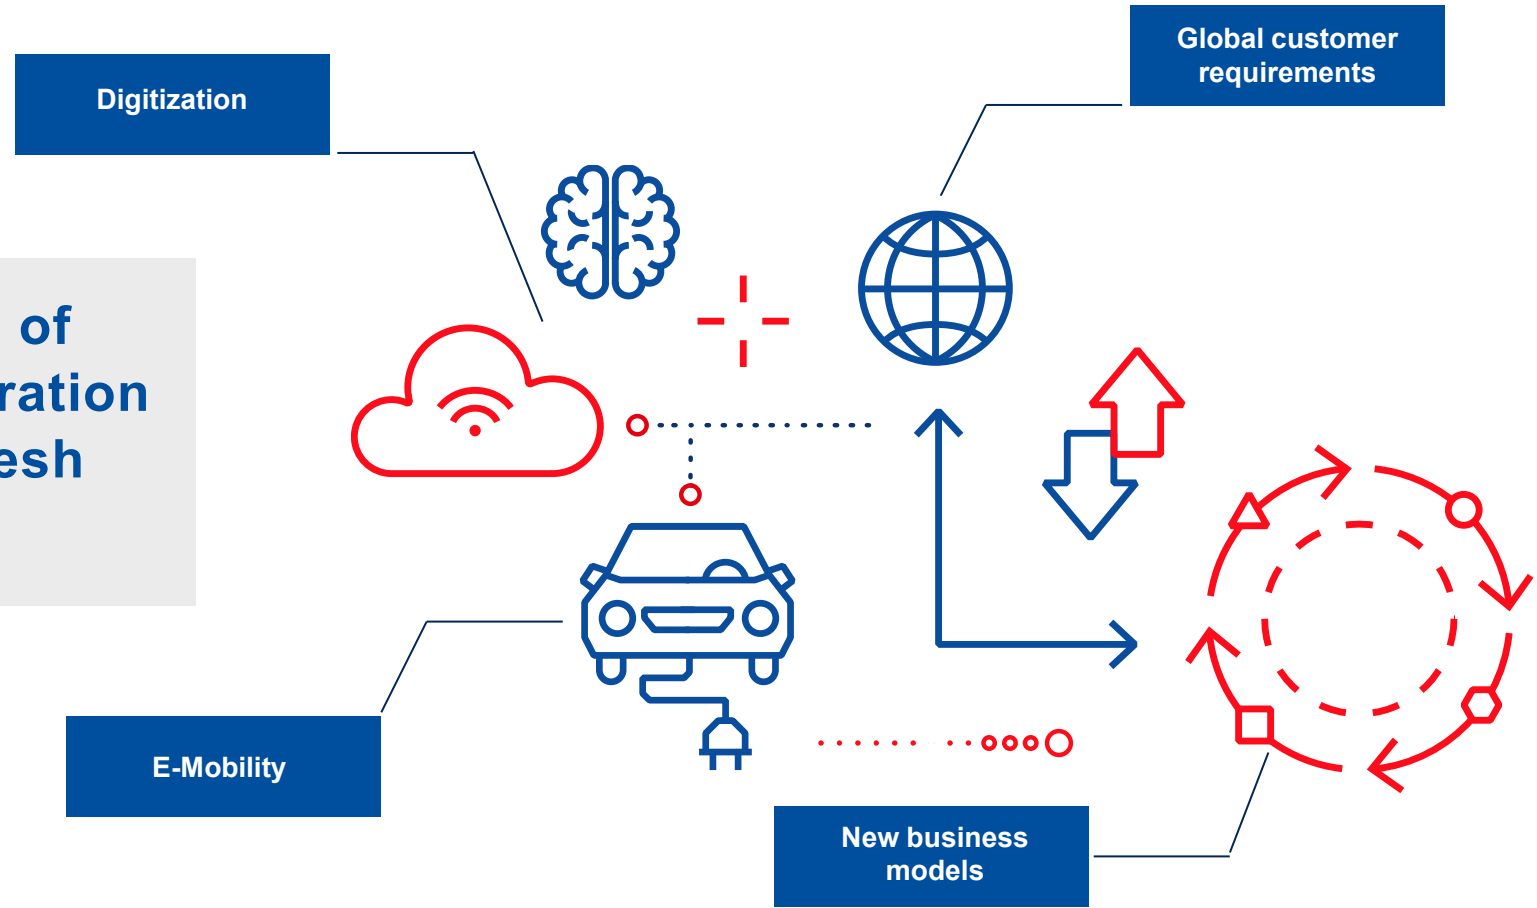 Global customer
requirements
Digitization
of
ration
esh
E-Mobility
New business
models